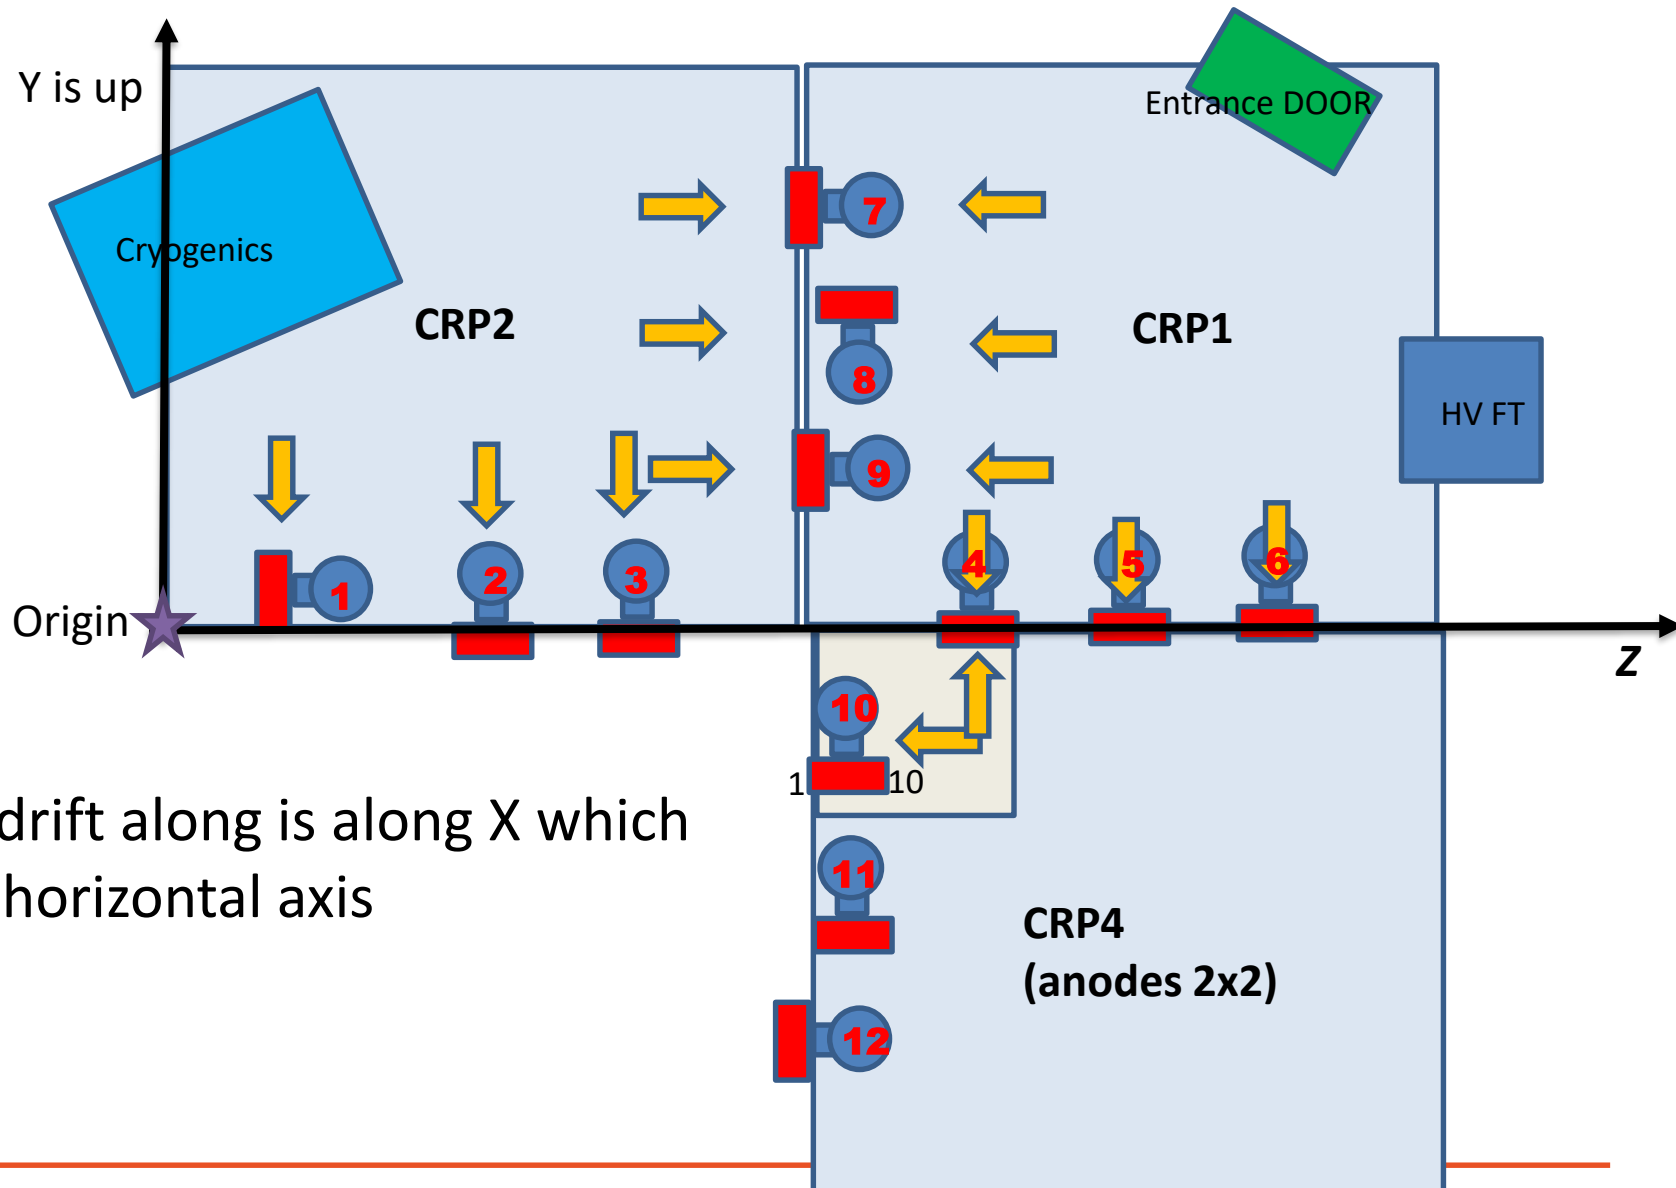 Y is up
Entrance DOOR
Cryogenics
7
CRP2
CRP1
8
HV FT
9
1
2
3
4
5
6
Origin
Z
10
1
10
drift along is along X which
horizontal axis
11
CRP4
(anodes 2x2)
12